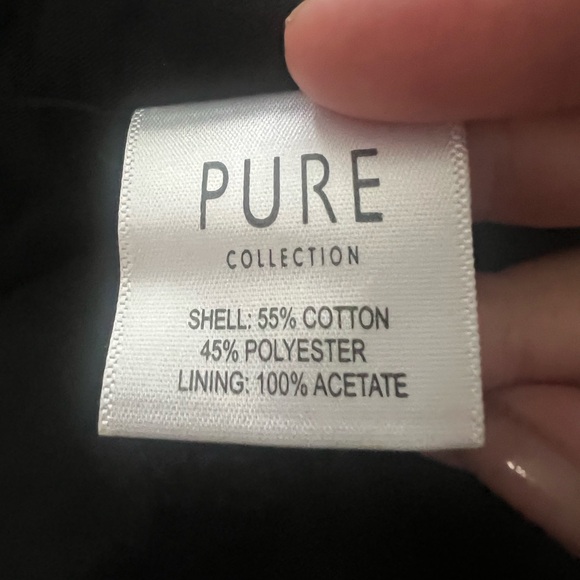 PURE
COLLECTION
SHELL: 55% COTTON
45% POLYESTER
LINING: 100% ACETATE